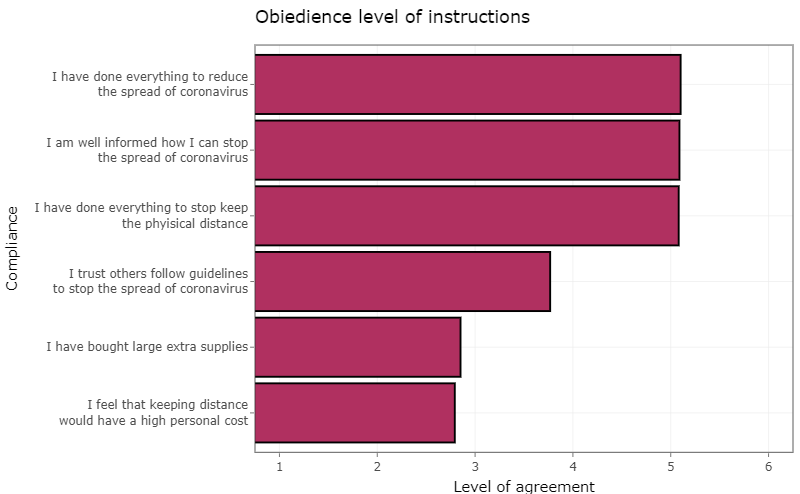 Obiedience level of instructions
I have done everything to reduce
the spread of coronavirus
I am well informed how I can stop
the spread of coronavirus
I have done everything to stop keep
the phyisical distance
I trust others follow guidelines
to stop the spread of coronavirus
I have bought large extra supplies
I feel that keeping distance
would have a high personal cost
Compliance
1 2 3 4 5 6
Level of agreement